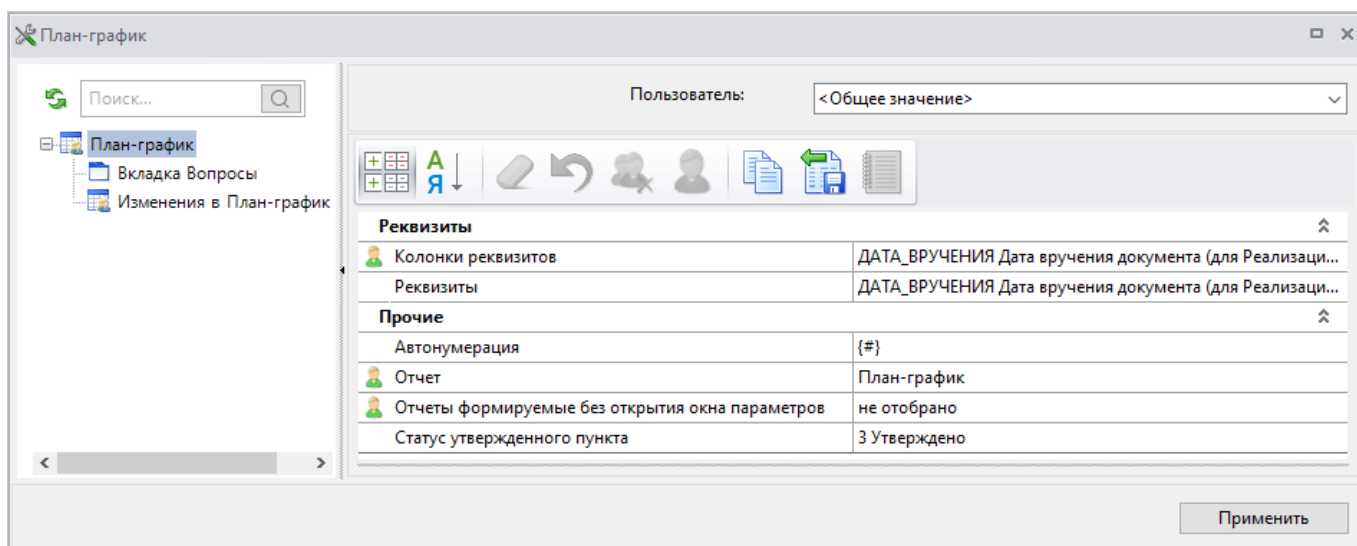 План-график
Поиск...
План-график
Вкладка Вопросы
Изменения в План-график
Пользователь:
<Общее значение>
А
Я
Реквизиты
Колонки реквизитов
ДАТА_ВРУЧЕНИЯ Дата вручения документа (для Реализаци...
Реквизиты
ДАТА_ВРУЧЕНИЯ Дата вручения документа (для Реализаци...
Прочие
Автонумерация
{#}
Отчет
План-график
Отчеты формируемые без открытия окна параметров
не отобрано
Статус утвержденного пункта
3 Утверждено
Применить